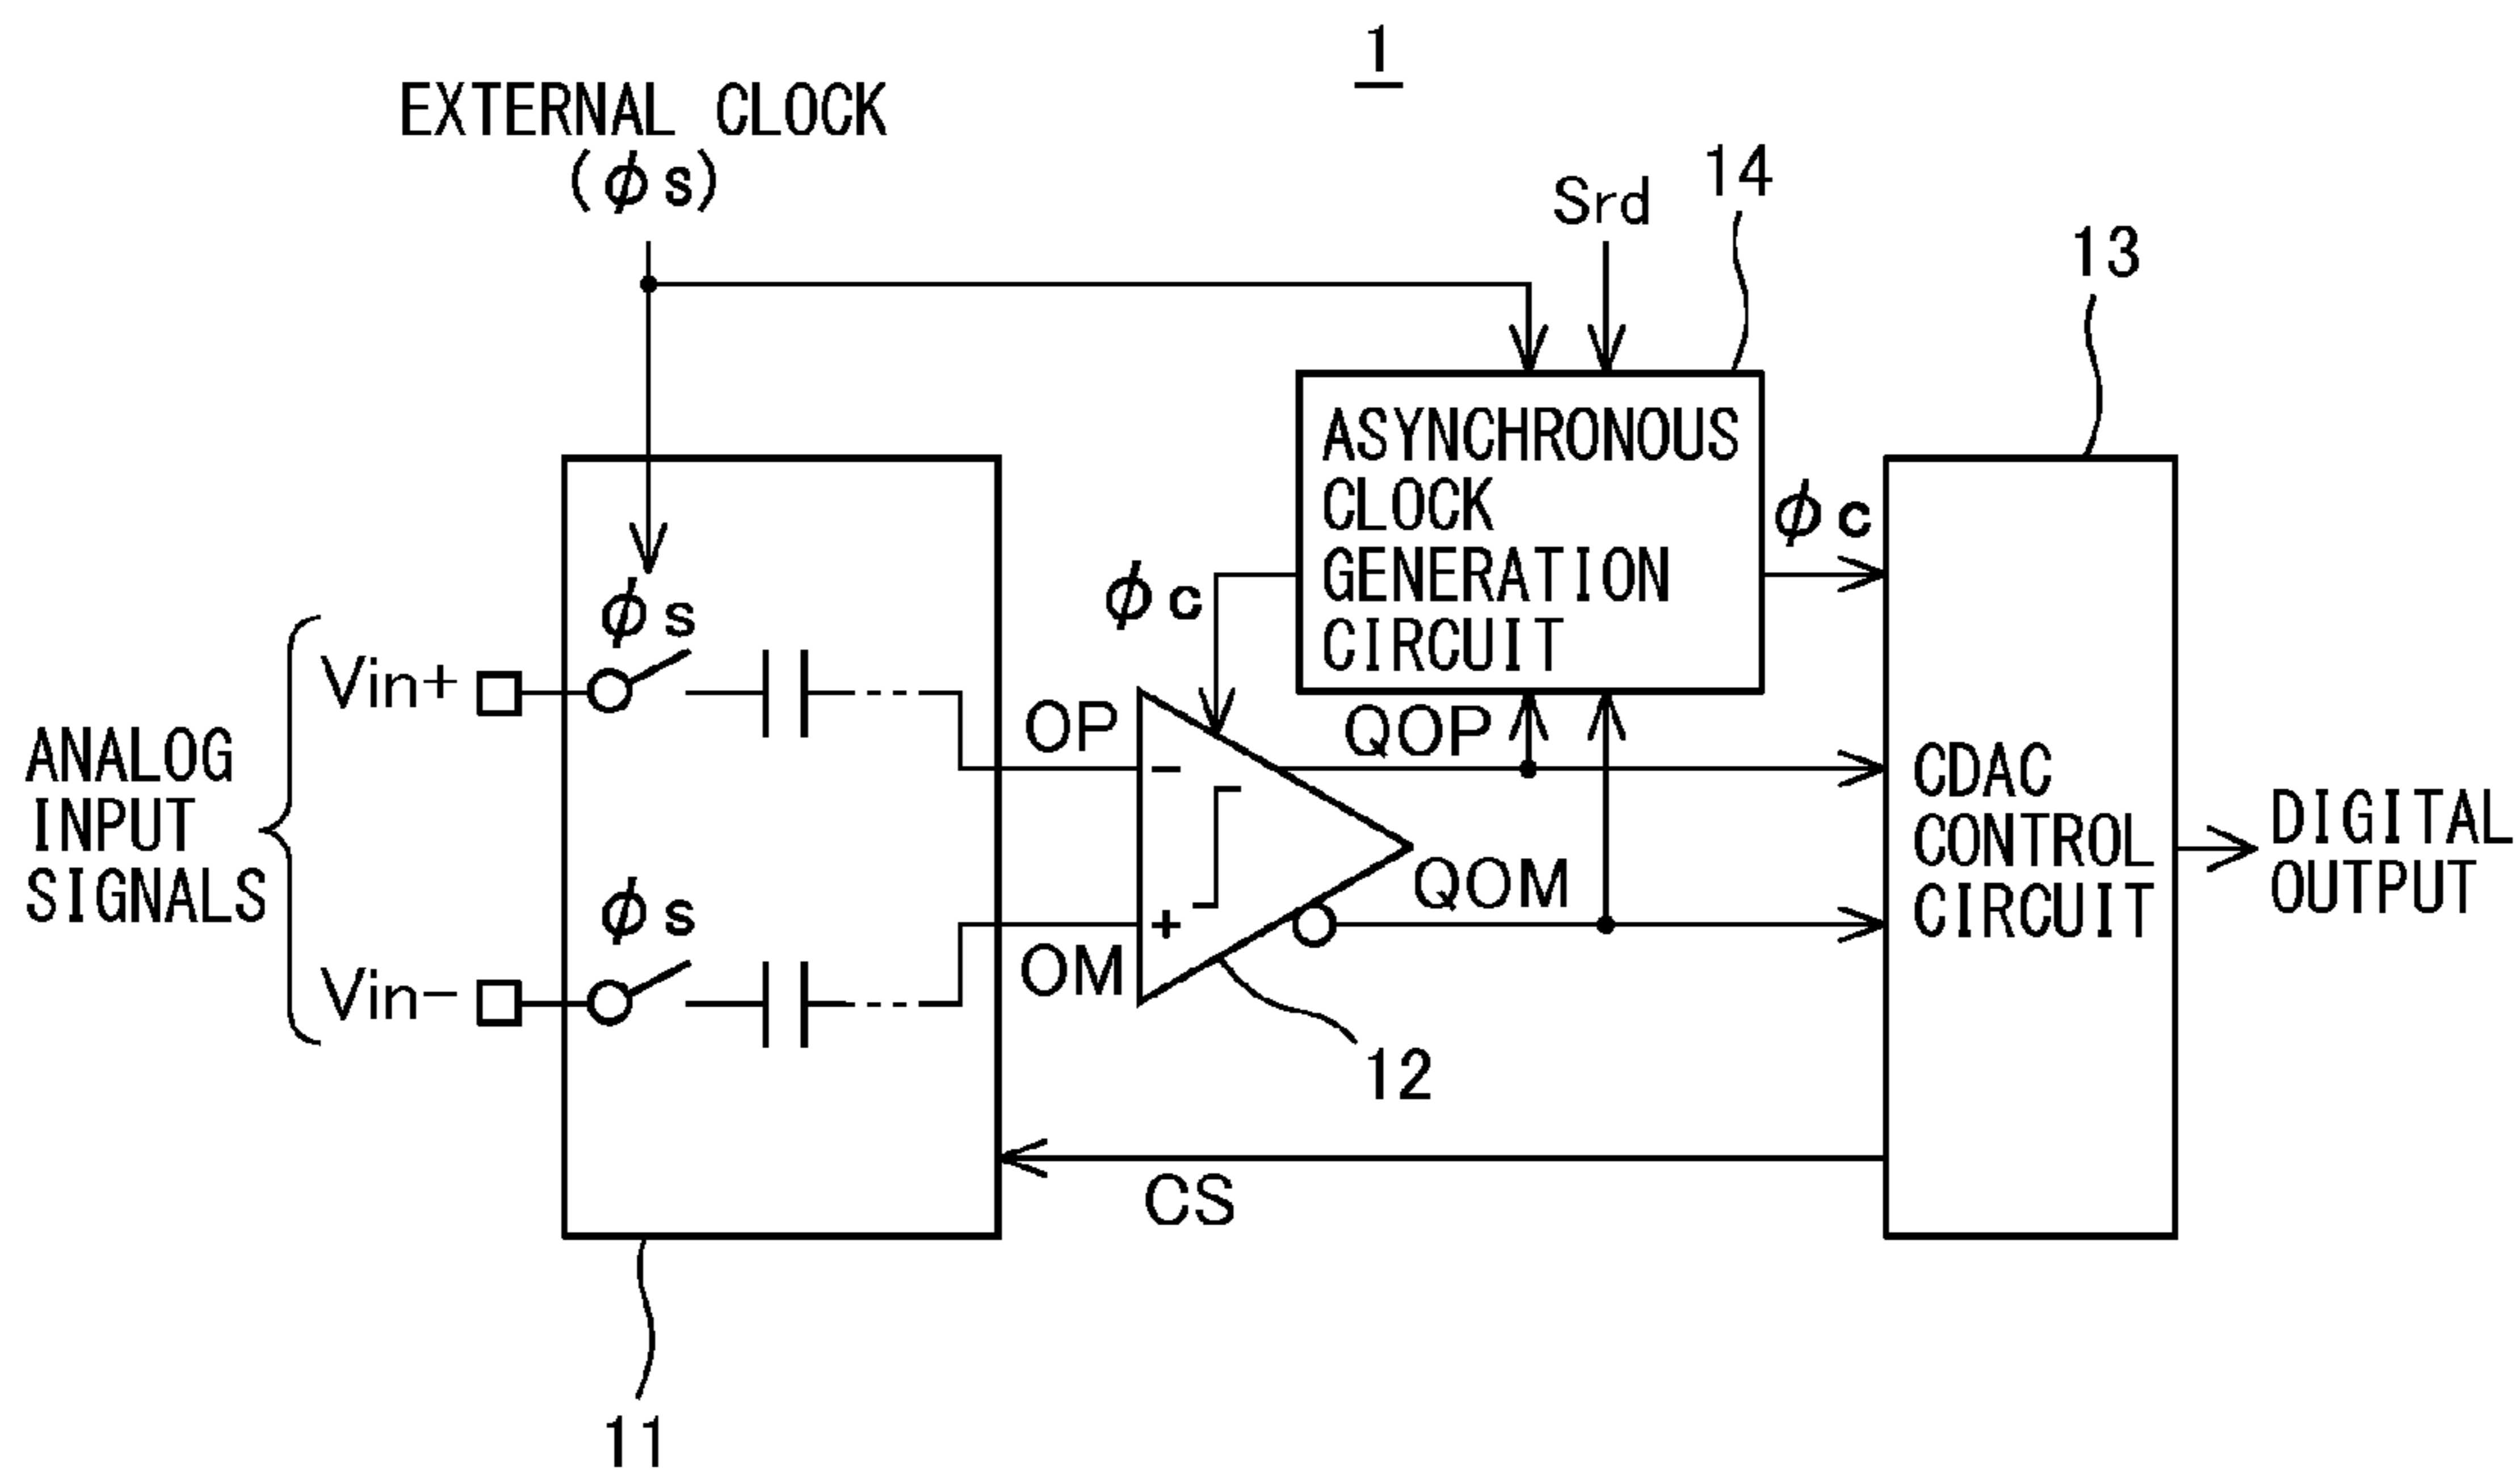 1
EXTERNAL CLOCK
(ϕs)
Srd
14
13
ASYNCHRONOUS
CLOCK
GENERATION
CIRCUIT
ϕc
ϕc
ϕs
Vin+
OP
QOP
−
ANALOG
INPUT
SIGNALS
CDAC
CONTROL
CIRCUIT
DIGITAL
OUTPUT
QOM
ϕs
+
OM
Vin−
12
CS
11